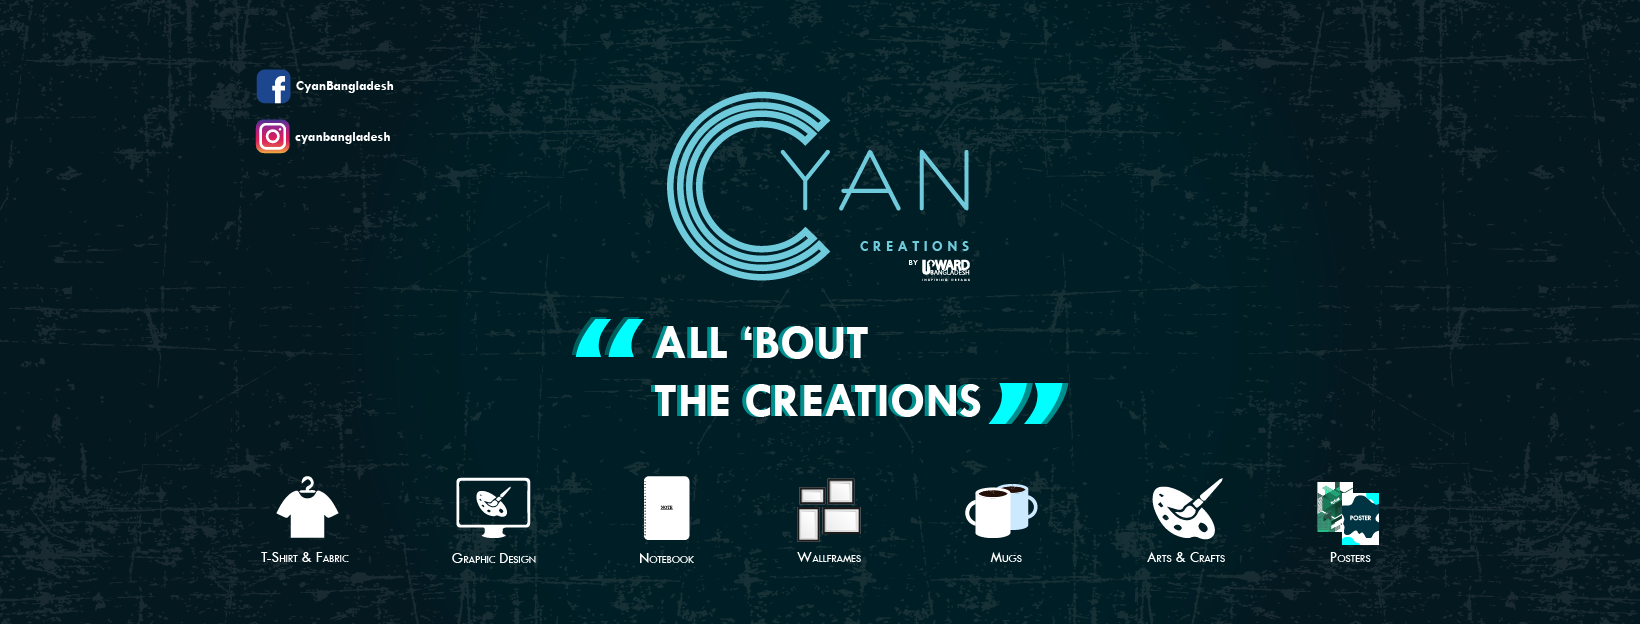 CyanBangladesh
cyanbangladesh
CYAN
CREATIONS
BY UPWARD
BANGLADESH
INSPIRING DREAMS
“ALL ‘BOUT
THE CREATIONS”
NOTE
POSTER
T-Shirt & Fabric
Graphic Design
Notebook
Wallframes
Mugs
Arts & Crafts
Posters